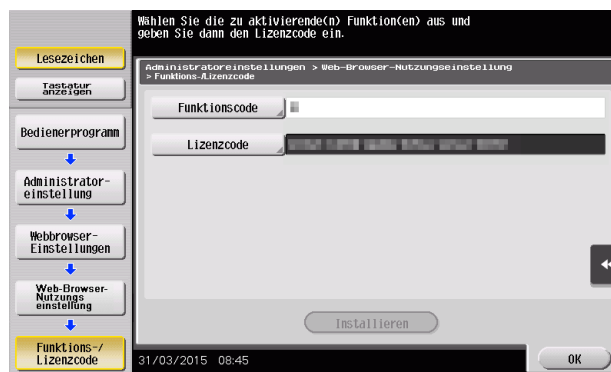 Wählen Sie die zu aktivierende(n) Funktion(en) aus und
geben Sie dann den Lizenzcode ein.
Lesezeichen
Tastatur
anzeigen
Bedienerprogramm
Administrator-
einstellung
Webbrowser-
Einstellungen
Web-Browser-
Nutzungs
einstellung
Funktions-/
Lizenzcode
Administratoreinstellungen > Web-Browser-Nutzungseinstellung
> Funktions-/Lizenzcode
Funktionscode
Lizenzcode
Installieren
31/03/2015 08:45
OK